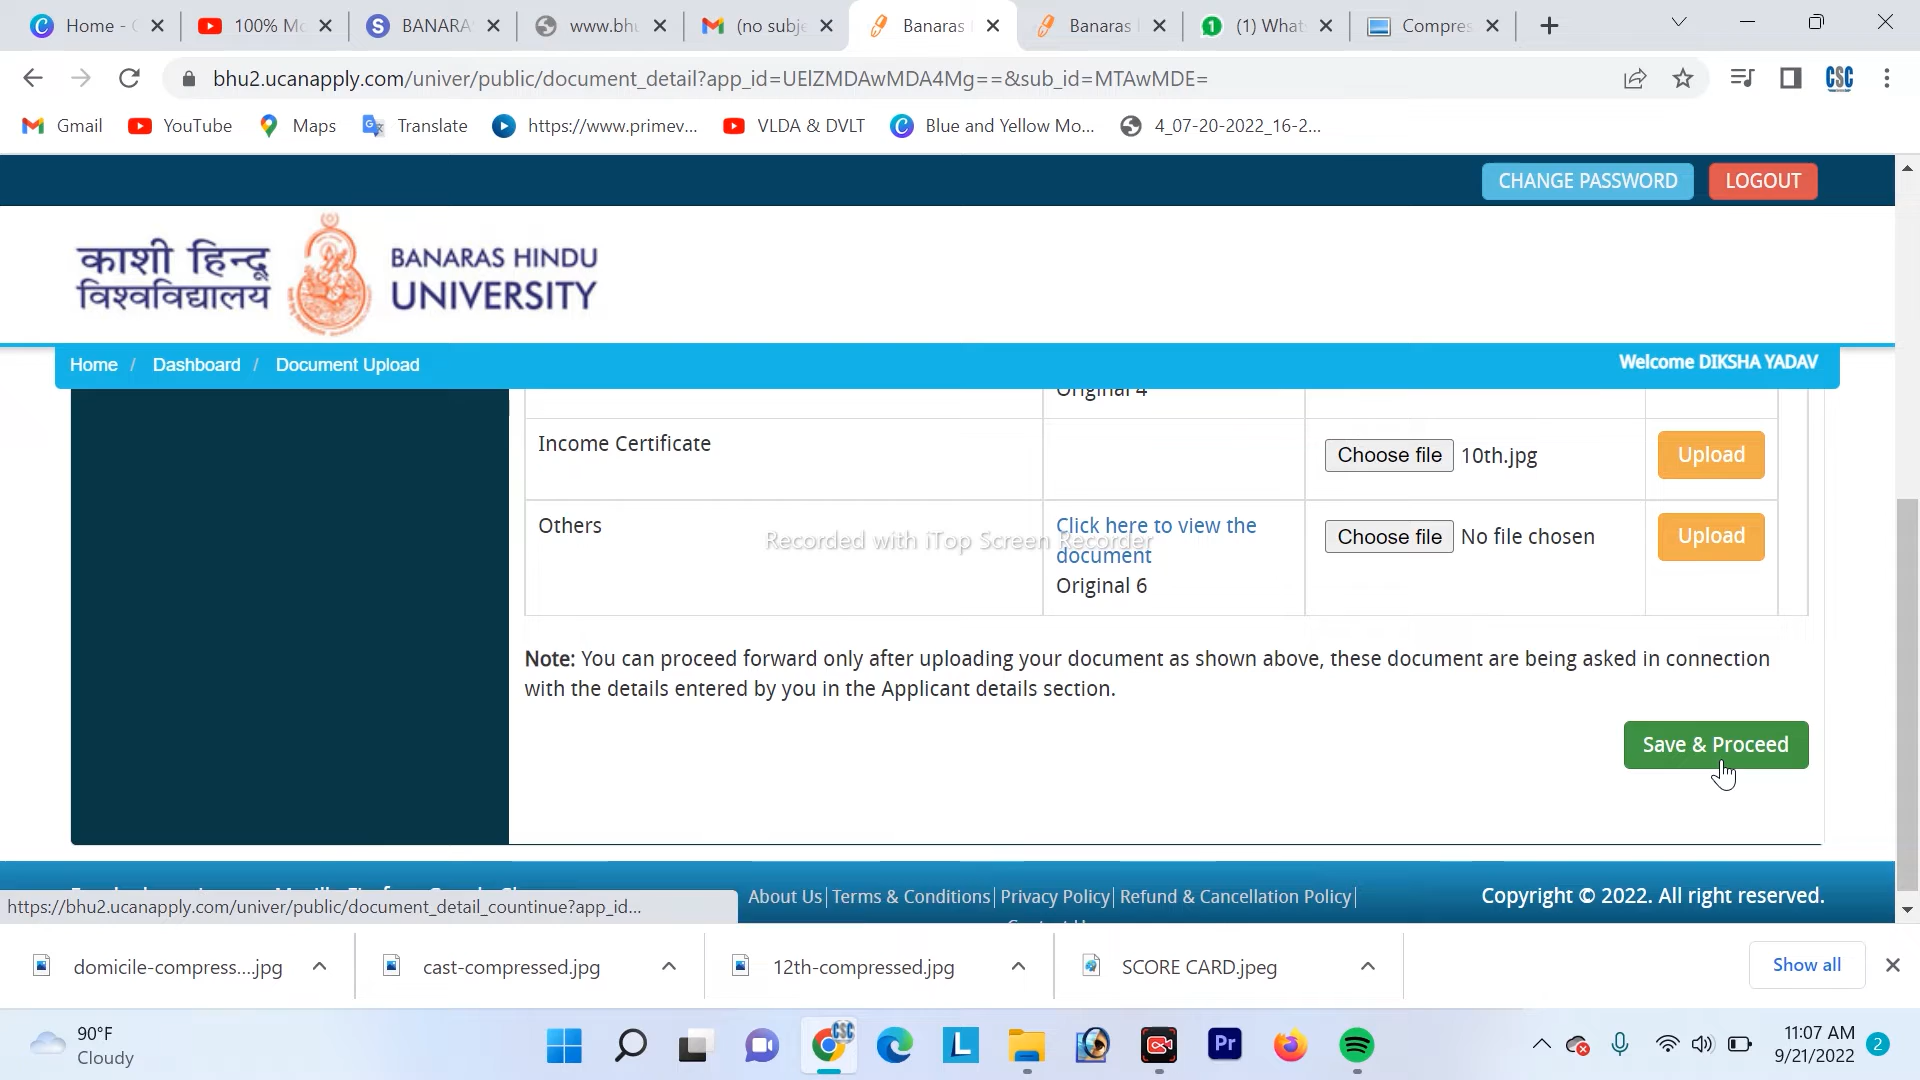 Home -
100% Mo
BANARA
www.bhu
(no subje
Banaras
Banaras
(1) What
Compres
bhu2.ucanapply.com/univer/public/document_detail?app_id=UElZMDAwMDA4Mg==&sub_id=MTAwMDE=
Gmail
YouTube
Maps
Translate
https://www.primev...
VLDA & DVLT
Blue and Yellow Mo...
4_07-20-2022_16-2...
CHANGE PASSWORD
LOGOUT
काशी हिन्दू
विश्वविद्यालय
BANARAS HINDU
UNIVERSITY
Home / Dashboard / Document Upload
Welcome DIKSHA YADAV
Original 4
Income Certificate
Choose file 10th.jpg
Upload
Others
Click here to view the
document
Original 6
Choose file No file chosen
Upload
Recorded with iTop Screen Recorder
Note: You can proceed forward only after uploading your document as shown above, these document are being asked in connection
with the details entered by you in the Applicant details section.
Save & Proceed
About Us| Terms & Conditions| Privacy Policy| Refund & Cancellation Policy|
Copyright © 2022. All right reserved.
https://bhu2.ucanapply.com/univer/public/document_detail_countinue?app_id...
domicile-compress....jpg
cast-compressed.jpg
12th-compressed.jpg
SCORE CARD.jpeg
Show all
90°F
Cloudy
CSC
L
Pr
11:07 AM
9/21/2022
2